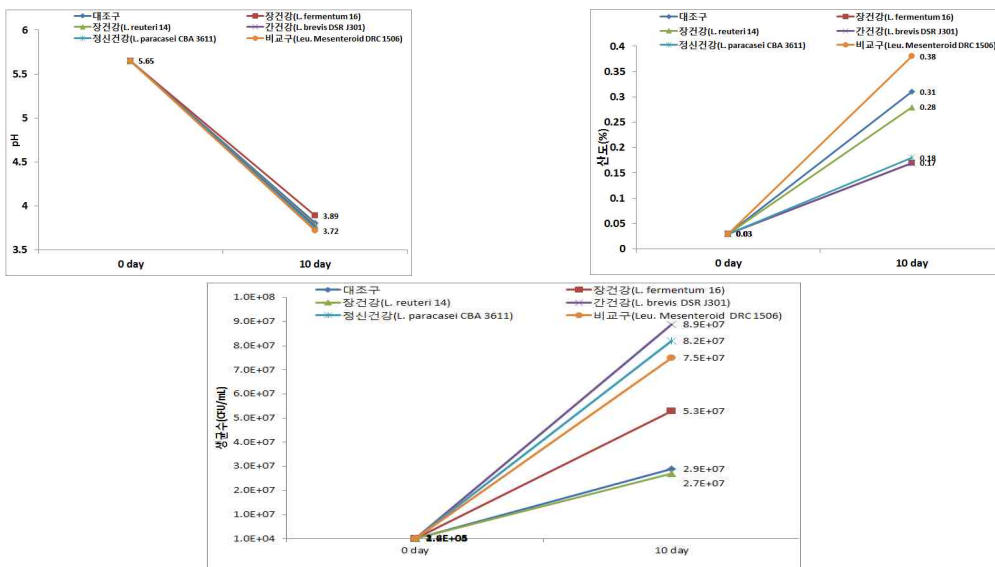 대조구
장건강(L. fermentum 16)
장건강(L. reuteri 14)
간건강(L. brevis DSR J301)
정신건강(L. paracasei CBA 3611)
비교구(Leu. Mesenteroid DRC 1506)
6
5.5
5
4.5
4
3.5
pH
5.65
3.89
3.72
0 day
10 day
대조구
장건강(L. fermentum 16)
장건강(L. reuteri 14)
간건강(L. brevis DSR J301)
정신건강(L. paracasei CBA 3611)
비교구(Leu. Mesenteroid DRC 1506)
0.4
0.35
0.3
0.25
0.2
0.15
0.1
0.05
0
산도(%)
0.38
0.31
0.28
0.18
0.17
0.03
0 day
10 day
대조구
장건강(L. fermentum 16)
장건강(L. reuteri 14)
간건강(L. brevis DSR J301)
정신건강(L. paracasei CBA 3611)
비교구(Leu. Mesenteroid DRC 1506)
1.0E+08
9.0E+07
8.0E+07
7.0E+07
6.0E+07
5.0E+07
4.0E+07
3.0E+07
2.0E+07
1.0E+07
1.0E+04
생균수(CFU/mL)
8.9E+07
8.2E+07
7.5E+07
5.3E+07
2.9E+07
2.7E+07
0 day
10 day